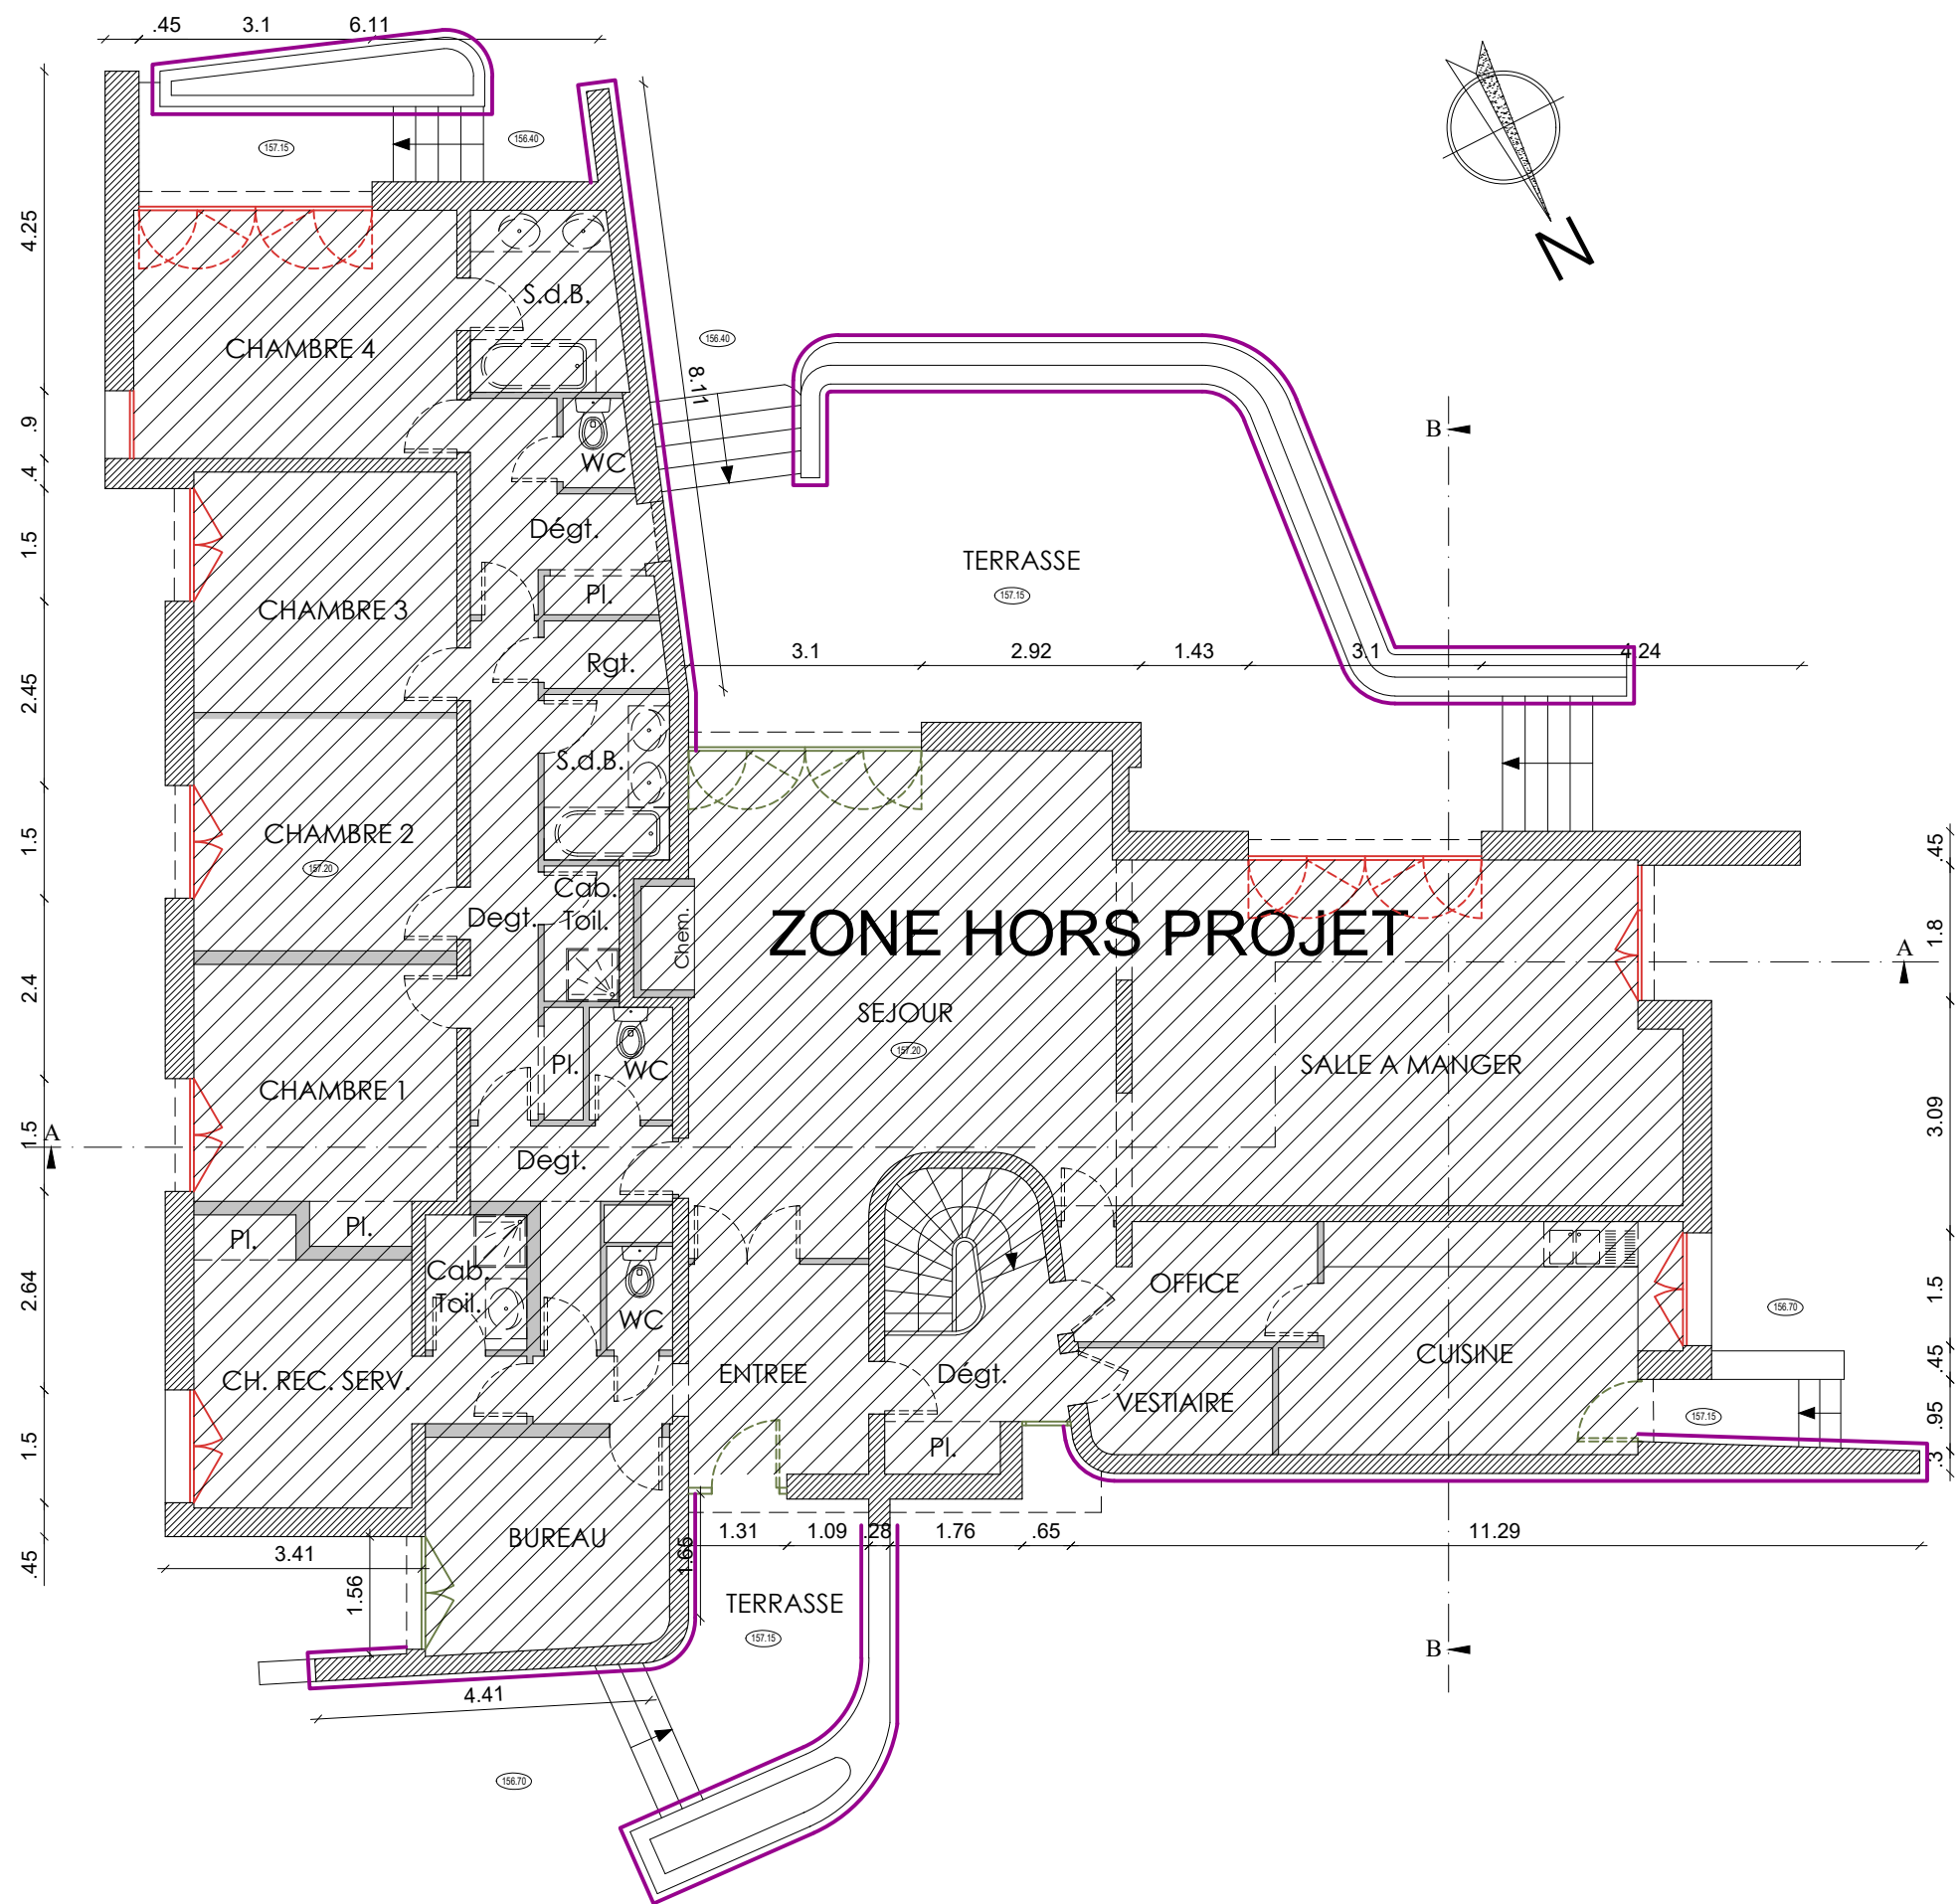 .45 3.1 6.11
157.15
156.40
N
4.25
S.d.B.
CHAMBRE 4
156.40
8.11
B
.9
.4
WC
1.5
Dégt.
TERRASSE
157.15
Pl.
CHAMBRE 3
Rgt.
3.1 2.92 1.43 3.1 4.24
2.45
S.d.B.
CHAMBRE 2
157.20
1.5
.45
Cab.
Toil.
Degt.
Chem.
ZONE HORS PROJET
1.8
A
2.4
SEJOUR
157.20
Pl.
WC
SALLE A MANGER
CHAMBRE 1
3.09
1.5
A
Degt.
Pl.
Pl.
Cab.
Toil.
WC
2.64
OFFICE
1.5
156.70
CUISINE
CH. REC. SERV.
ENTREE
Dégt.
VESTIAIRE
.45
157.15
.95
Pl.
1.5
.3
BUREAU
1.31 1.09 .28 1.76 .65 11.29
.45
3.41
1.65
1.56
TERRASSE
157.15
B
4.41
156.70